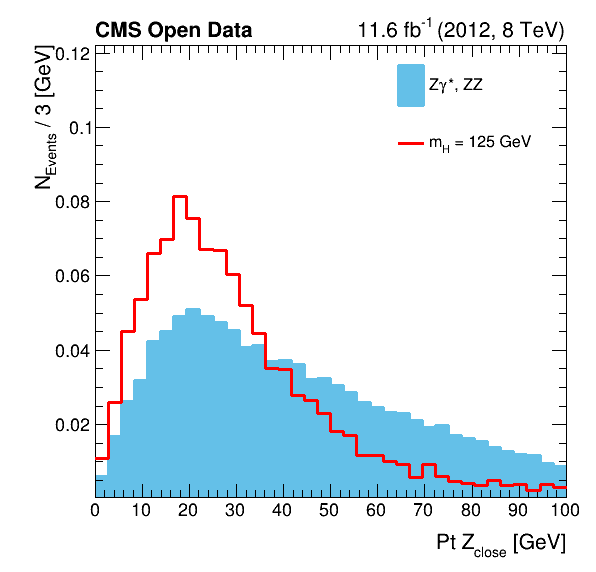 CMS Open Data 11.6 fb⁻¹ (2012, 8 TeV)
N_Events / 3 [GeV]
0.12
0.1
0.08
0.06
0.04
0.02
Zγ*, ZZ
m_H = 125 GeV
0 10 20 30 40 50 60 70 80 90 100
Pt Z_close [GeV]